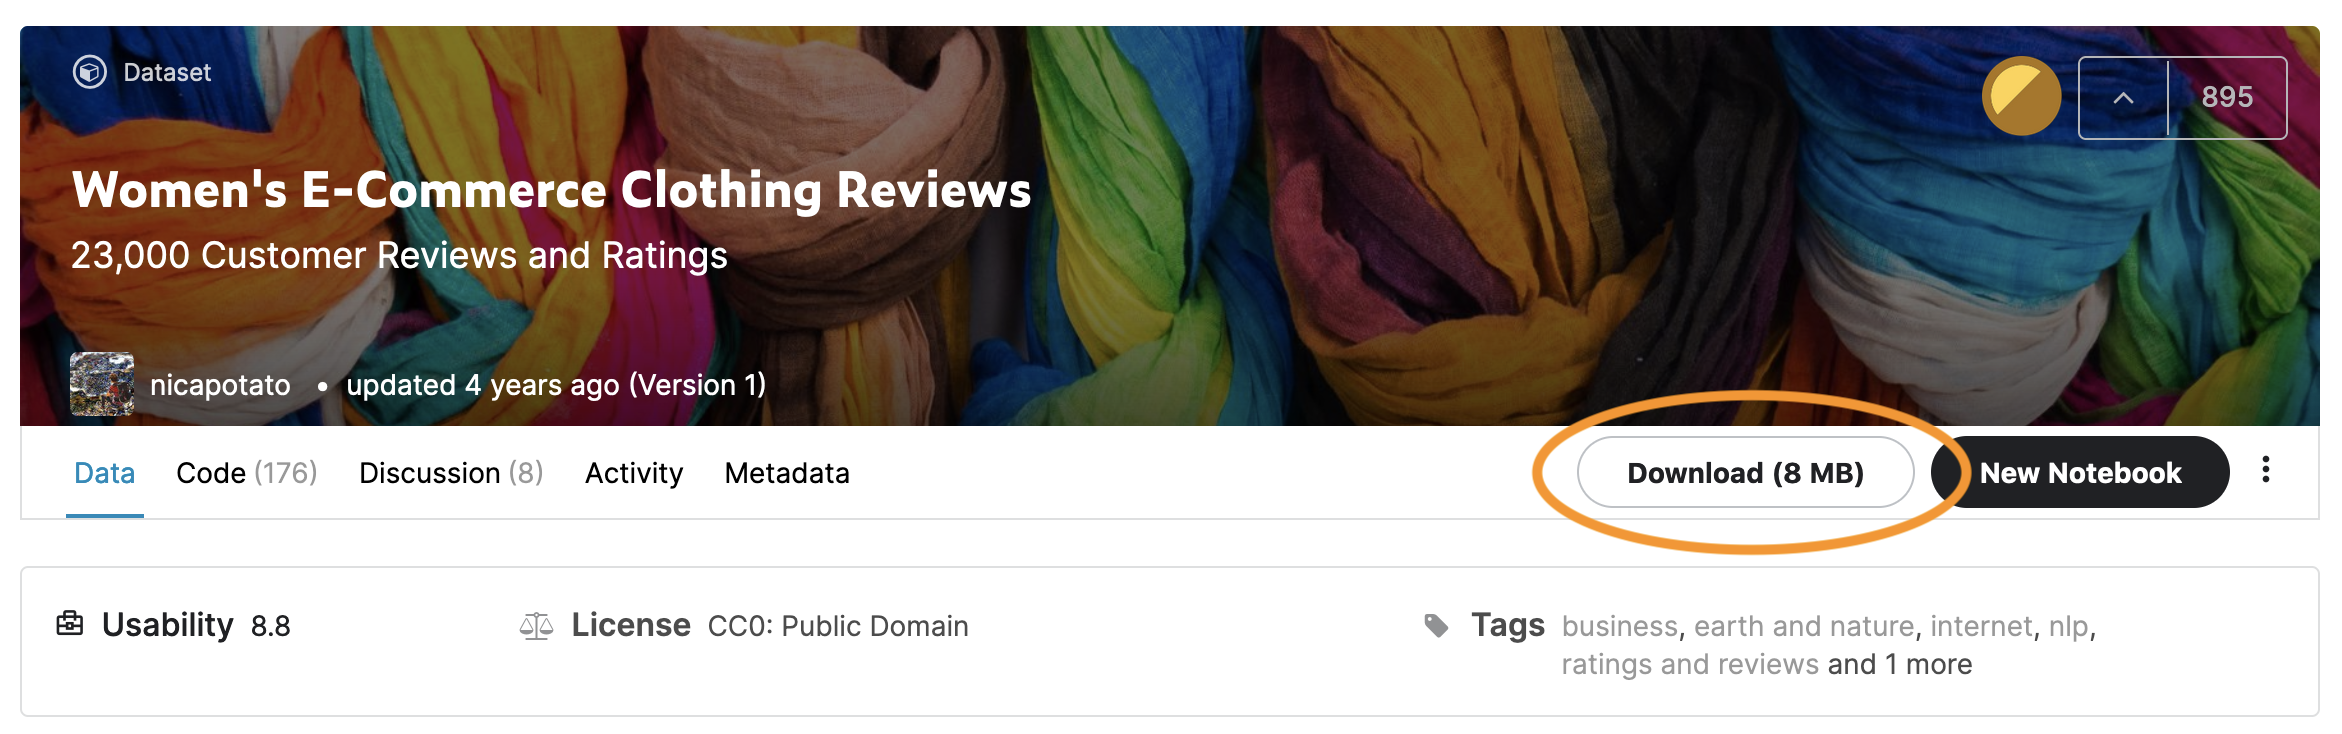 Dataset
895
Women's E-Commerce Clothing Reviews
23,000 Customer Reviews and Ratings
nicapotato • updated 4 years ago (Version 1)
Data Code (176) Discussion (8) Activity Metadata Download (8 MB) New Notebook
Usability 8.8 License CC0: Public Domain Tags business, earth and nature, internet, nlp,
ratings and reviews and 1 more